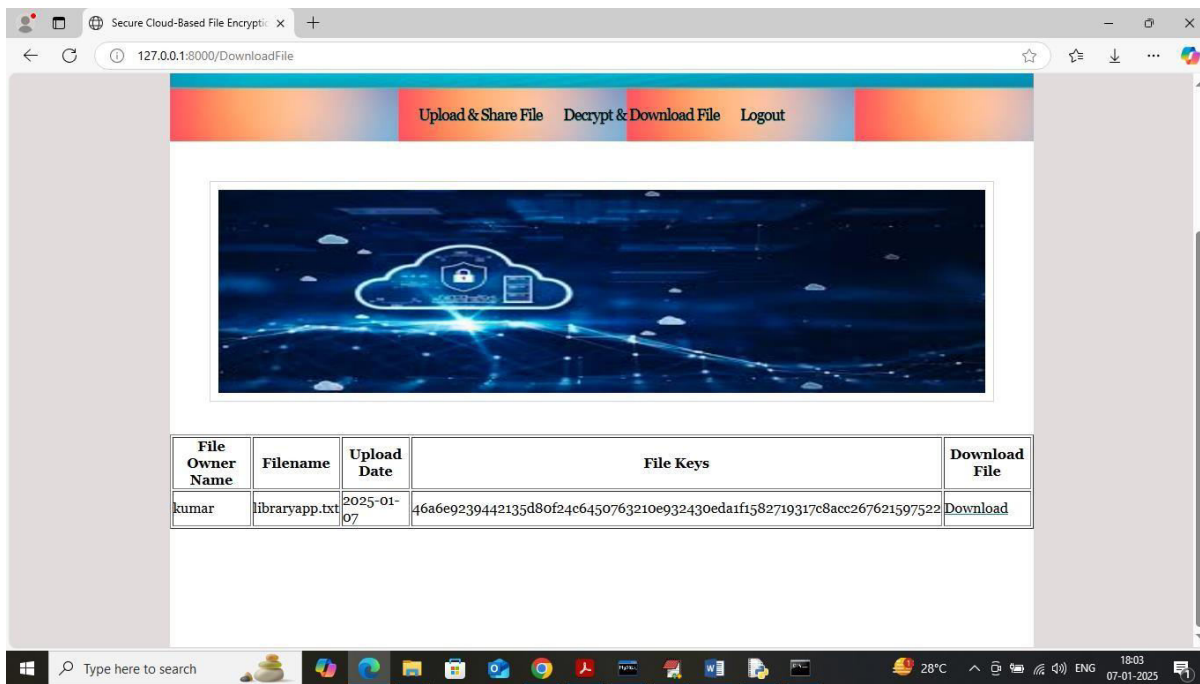 Secure Cloud-Based File Encryptic
127.0.0.1:8000/DownloadFile
Upload & Share File Decrypt & Download File Logout
File Owner Name Filename Upload Date File Keys Download File
kumar libraryapp.txt 2025-01-07 46a6e9239442135d80f24c6450763210e932430eda1f1582719317c8acc267621597522 Download
Type here to search
28°C ENG 18:03
07-01-2025